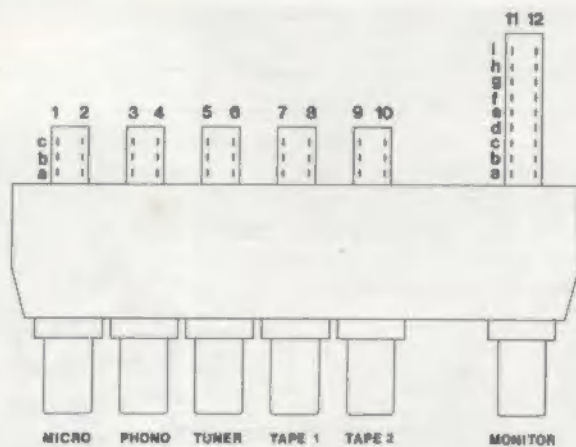 11 12
i
h
g
f
e
d
c
b
a
1 2 3 4 5 6 7 8 9 10
c
b
a
MICRO PHONO TUNER TAPE 1 TAPE 2 MONITOR